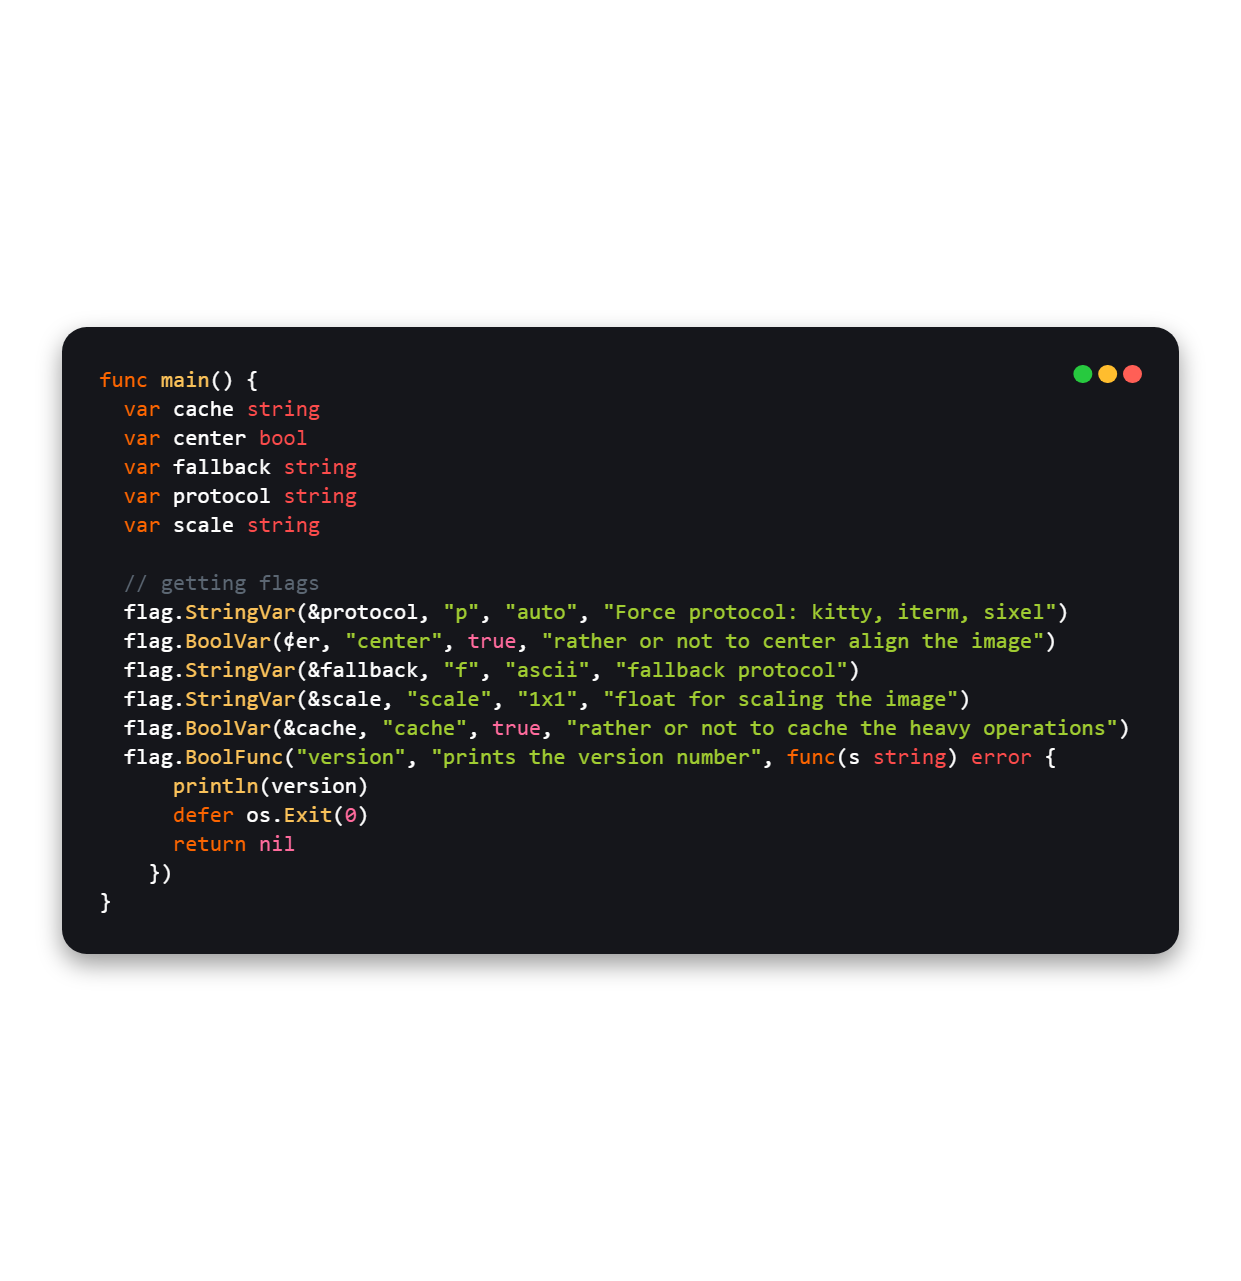 func main() {
  var cache string
  var center bool
  var fallback string
  var protocol string
  var scale string

  // getting flags
  flag.StringVar(&protocol, "p", "auto", "Force protocol: kitty, iterm, sixel")
  flag.BoolVar(¢er, "center", true, "rather or not to center align the image")
  flag.StringVar(&fallback, "f", "ascii", "fallback protocol")
  flag.StringVar(&scale, "scale", "1x1", "float for scaling the image")
  flag.BoolVar(&cache, "cache", true, "rather or not to cache the heavy operations")
  flag.BoolFunc("version", "prints the version number", func(s string) error {
      println(version)
      defer os.Exit(0)
      return nil
    })
}